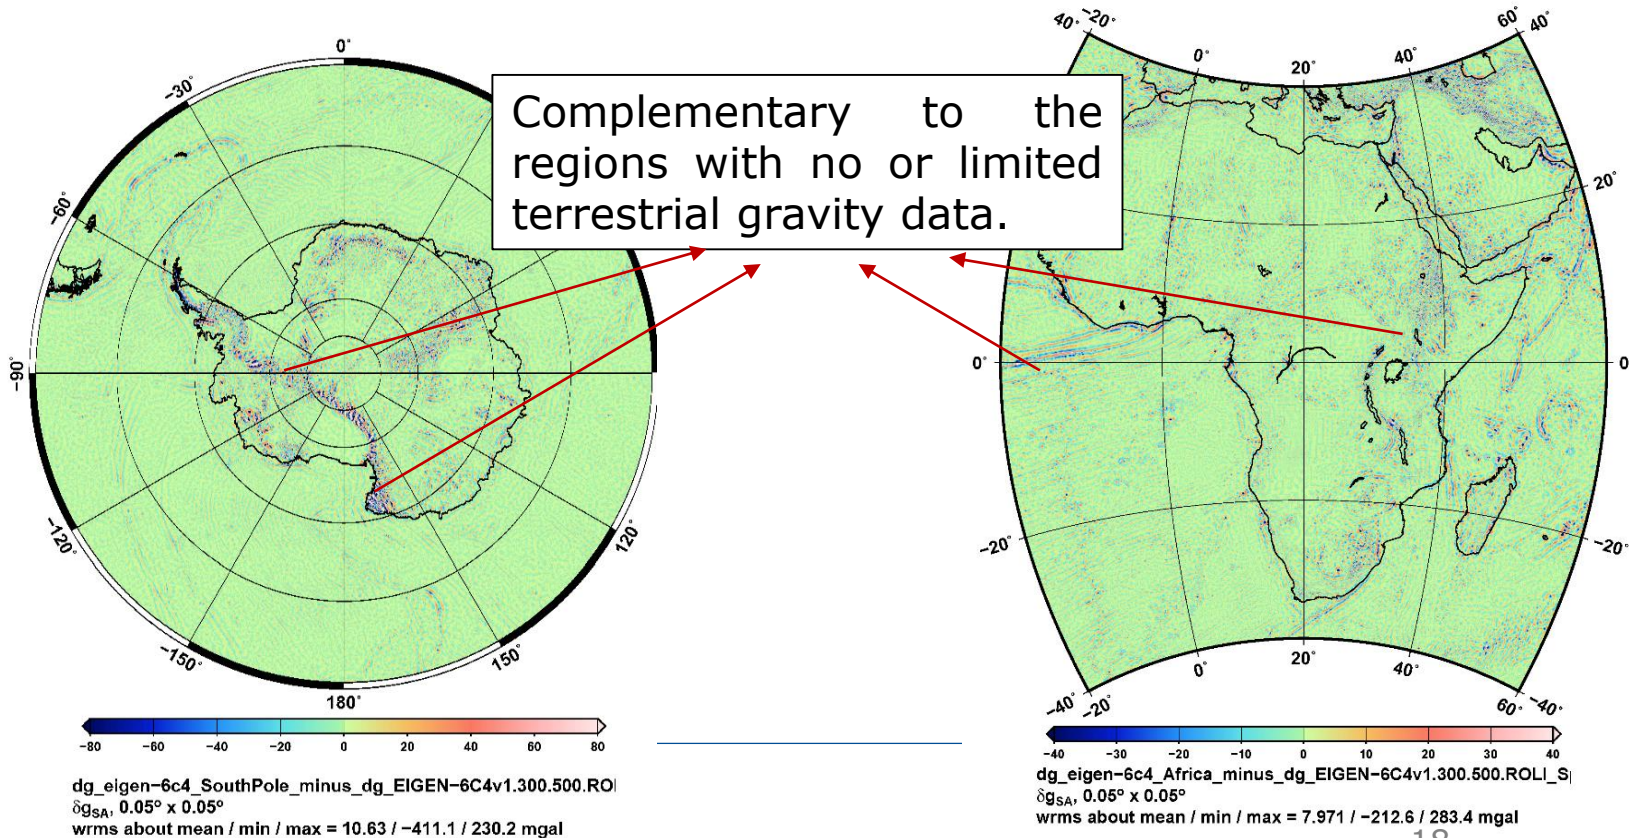 Complementary to the
regions with no or limited
terrestrial gravity data.
0°
−30°
−60°
−90°
−120°
−150°
180°
150°
120°
−80 −60 −40 −20 0 20 40 60 80
dg_eigen−6c4_SouthPole_minus_dg_EIGEN−6C4v1.300.500.ROI
δgSA, 0.05º x 0.05º
wrms about mean / min / max = 10.63 / −411.1 / 230.2 mgal
40° −20° 0° 20° 40° 60° 40°
20°
0° 0
−20° −20°
−40° −20° 0° 20° 40° 60° −40°
−40 −30 −20 −10 0 10 20 30 40
dg_eigen−6c4_Africa_minus_dg_EIGEN−6C4v1.300.500.ROLI_S
δgSA, 0.05º x 0.05º
wrms about mean / min / max = 7.971 / −212.6 / 283.4 mgal